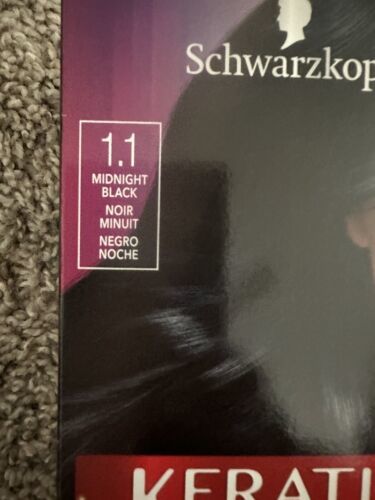 Schwarzkop
1.1
MIDNIGHT
BLACK
NOIR
MINUIT
NEGRO
NOCHE
KERATI